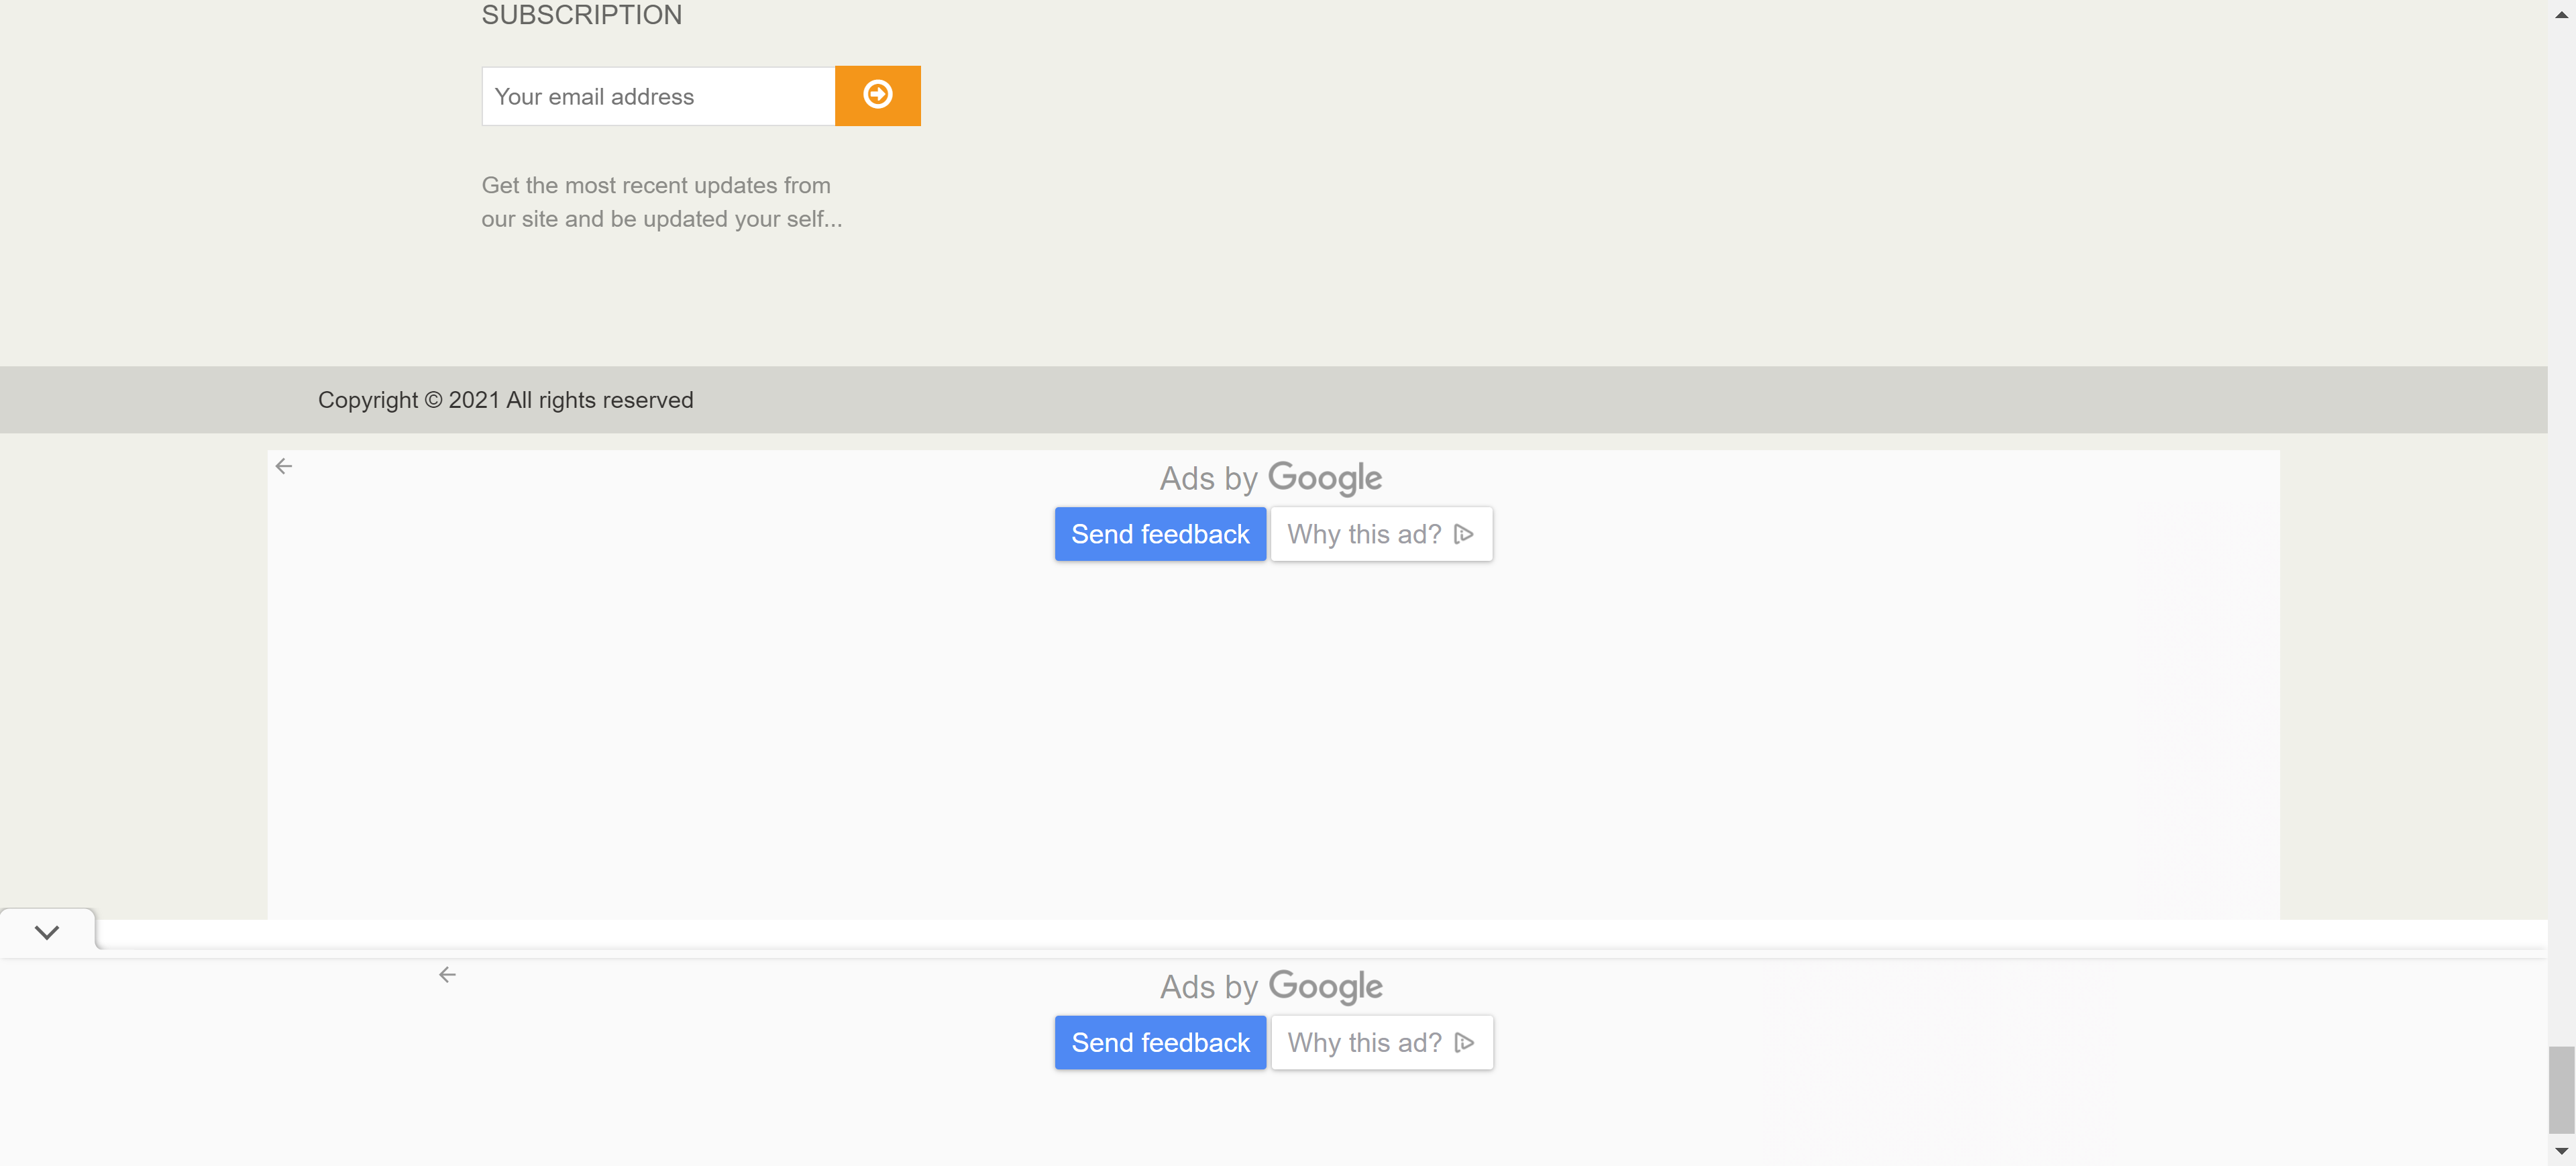 SUBSCRIPTION
Your email address
Get the most recent updates from
our site and be updated your self...
Copyright © 2021 All rights reserved
Ads by Google
Send feedback Why this ad?
Ads by Google
Send feedback Why this ad?